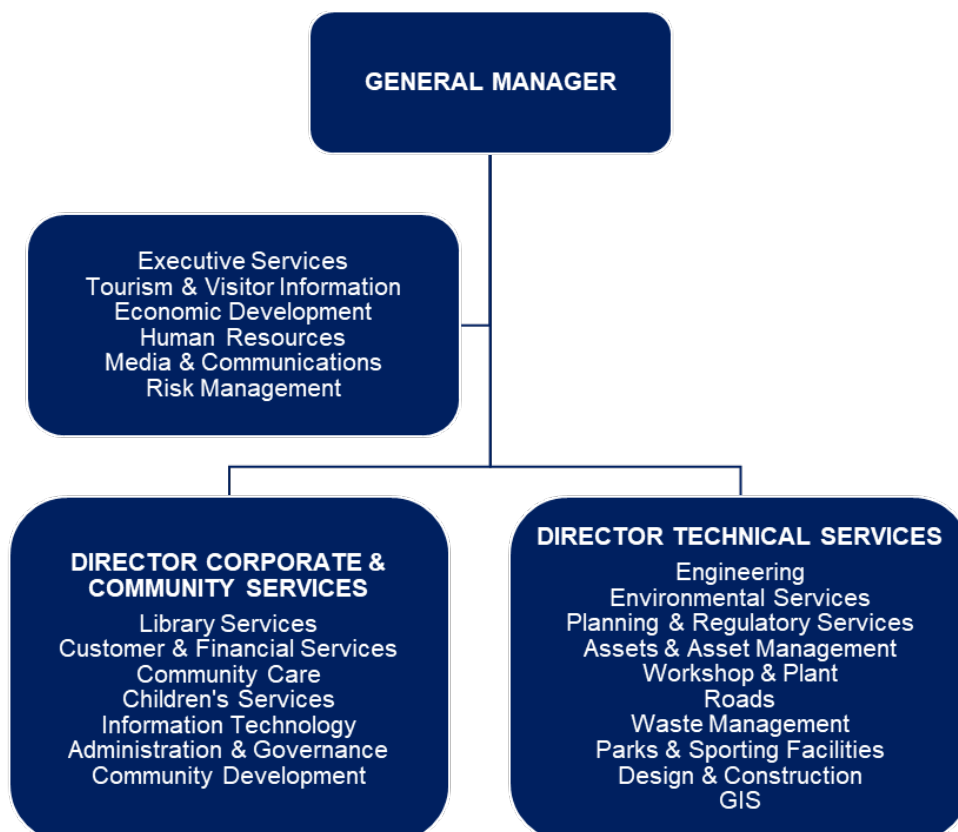 GENERAL MANAGER
Executive Services
Tourism & Visitor Information
Economic Development
Human Resources
Media & Communications
Risk Management
DIRECTOR CORPORATE &
COMMUNITY SERVICES
Library Services
Customer & Financial Services
Community Care
Children's Services
Information Technology
Administration & Governance
Community Development
DIRECTOR TECHNICAL SERVICES
Engineering
Environmental Services
Planning & Regulatory Services
Assets & Asset Management
Workshop & Plant
Roads
Waste Management
Parks & Sporting Facilities
Design & Construction
GIS